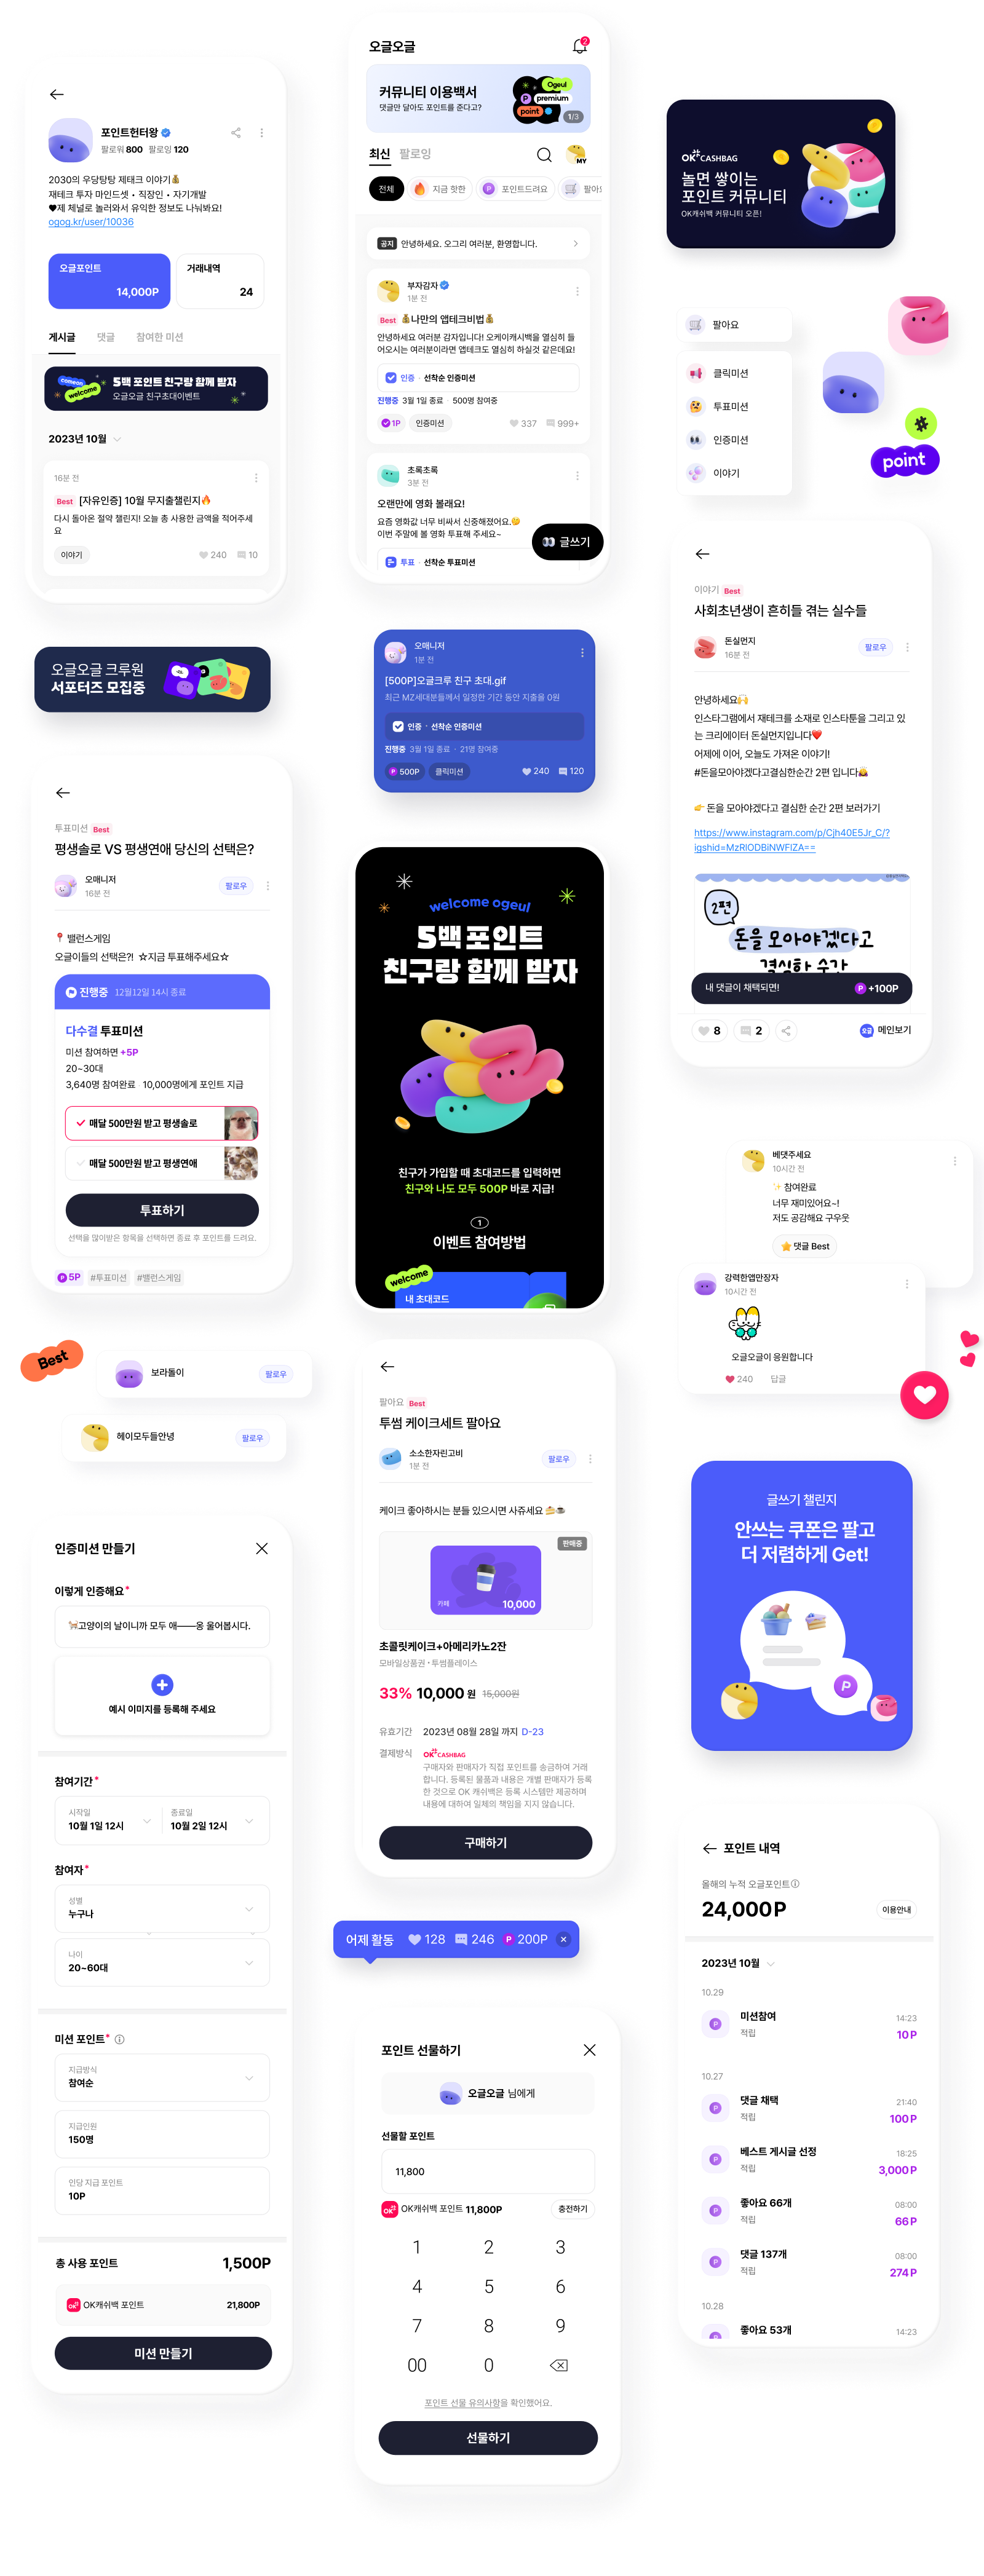 포인트헌터왕
팔로워 800 팔로잉 120
2030의 우당탕탕 재태크 이야기💰
재테크 투자 마인드셋 • 직장인 • 자기개발
♥제 체널로 놀러와서 유익한 정보도 나눠봐요!
ogog.kr/user/10036
오글포인트
14,000P
거래내역
24
게시글 댓글 참여한 미션
comeon
welcome
5백 포인트 친구랑 함께 받자
오글오글 친구초대이벤트
2023년 10월
16분 전
Best [자유인증] 10월 무지출챌린지🔥
다시 돌아온 절약 챌린지! 오늘 총 사용한 금액을 적어주세
요
이야기
240 10
오글오글 크루원
서포터즈 모집중
투표미션 Best
평생솔로 VS 평생연애 당신의 선택은?
오매니저
16분 전
팔로우
📍 밸런스게임
오글이들의 선택은?! ☆지금 투표해주세요☆
진행중 12월12일 14시 종료
다수결 투표미션
미션 참여하면 +5P
20~30대
3,640명 참여완료 · 10,000명에게 포인트 지급
매달 500만원 받고 평생솔로
매달 500만원 받고 평생연애
투표하기
선택을 많이받은 항목을 선택하면 종료 후 포인트를 드려요.
P 5P #투표미션 #밸런스게임
Best
보라돌이
팔로우
헤이모두들안녕
팔로우
인증미션 만들기
이렇게 인증해요*
🐈고양이의 날이니까 모두 애——옹 울어봅시다.
예시 이미지를 등록해 주세요
참여기간*
시작일
10월 1일 12시
종료일
10월 2일 12시
참여자*
성별
누구나
나이
20~60대
미션 포인트*
지급방식
참여순
지급인원
150명
인당 지급 포인트
10P
총 사용 포인트 1,500P
OK캐쉬백 포인트 21,800P
미션 만들기
오글오글
2
커뮤니티 이용백서
댓글만 달아도 포인트를 준다고?
Ogeul
P premium
point
1/3
최신 팔로잉
MY
전체 지금 핫한 포인트드려요
공지 안녕하세요. 오그리 여러분, 환영합니다.
부자감자
1분 전
Best 💰나만의 앱테크비법💰
안녕하세요 여러분 감자입니다! 오케이캐시백을 열심히 들
어오시는 여러분이라면 앱테크도 열심히 하실것 같은데요!
인증 · 선착순 인증미션
진행중 3월 1일 종료 · 500명 참여중
1P 인증미션
337 999+
초록초록
3분 전
오랜만에 영화 볼래요!
요즘 영화값 너무 비싸서 신중해졌어요.🤔
이번 주말에 볼 영화 투표해 주세요~
투표 · 선착순 투표미션
👀 글쓰기
오매니저
1분 전
[500P]오글크루 친구 초대.gif
최근 MZ세대분들께서 일정한 기간 동안 지출을 0원
인증 · 선착순 인증미션
진행중 3월 1일 종료 · 21명 참여중
P 500P 클릭미션
240 120
welcome ogeul
5백 포인트
친구랑 함께 받자
친구가 가입할 때 초대코드를 입력하면
친구와 나도 모두 500P 바로 지급!
1
이벤트 참여방법
welcome
내 초대코드
팔아요 Best
투썸 케이크세트 팔아요
소소한자린고비
1분 전
팔로우
케이크 좋아하시는 분들 있으시면 사쥬세요 🍰☕
판매중
카페
10,000
초콜릿케이크+아메리카노2잔
모바일상품권 • 투썸플레이스
33% 10,000 원 15,000원
유효기간 2023년 08월 28일 까지 D-23
결제방식 OK CASHBAG
구매자와 판매자가 직접 포인트를 송금하여 거래
합니다. 등록된 물품과 내용은 개별 판매자가 등록
한 것으로 OK 캐쉬백은 등록 시스템만 제공하며
내용에 대하여 일체의 책임을 지지 않습니다.
구매하기
어제 활동 128 246 P 200P
포인트 선물하기
오글오글 님에게
선물할 포인트
11,800
OK캐쉬백 포인트 11,800P
충전하기
1 2 3
4 5 6
7 8 9
00 0
포인트 선물 유의사항을 확인했어요.
선물하기
OK CASHBAG
놀면 쌓이는
포인트 커뮤니티
OK캐쉬백 커뮤니티 오픈!
팔아요
클릭미션
투표미션
인증미션
이야기
point
이야기 Best
사회초년생이 흔히들 겪는 실수들
돈실먼지
16분 전
팔로우
안녕하세요🙌
인스타그램에서 재테크를 소재로 인스타툰을 그리고 있
는 크리에이터 돈실먼지입니다❤️
어제에 이어, 오늘도 가져온 이야기!
#돈을모아야겠다고결심한순간 2편 입니다
👉 돈을 모아야겠다고 결심한 순간 2편 보러가기
https://www.instagram.com/p/Cjh40E5Jr_C/?
igshid=MzRlODBiNWFlZA==
2편
돈을 모아야겠다고
결심한 순간
내 댓글이 채택되면! P +100P
8 2
오글 메인보기
베댓주세요
10시간 전
✨ 참여완료
너무 재미있어요~!
저도 공감해요 구우웃
⭐ 댓글 Best
강력한앱만장자
10시간 전
오글오글이 응원합니다
240 답글
글쓰기 챌린지
안쓰는 쿠폰은 팔고
더 저렴하게 Get!
P
포인트 내역
올해의 누적 오글포인트
24,000P
이용안내
2023년 10월
10.29
미션참여 14:23
적립 10P
10.27
댓글 채택 21:40
적립 100P
베스트 게시글 선정 18:25
적립 3,000P
좋아요 66개 08:00
적립 66P
댓글 137개 08:00
적립 274P
10.28
좋아요 53개 14:23